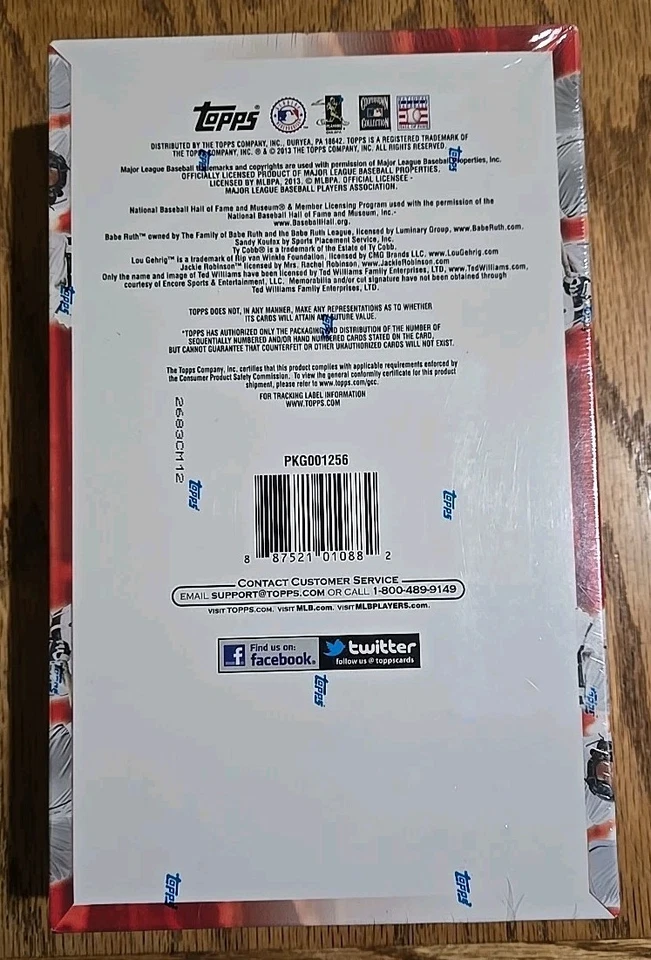 Topps®
DISTRIBUTED BY THE TOPPS COMPANY, INC., DURYEA, PA 18642. TOPPS IS A REGISTERED TRADEMARK OF
THE TOPPS COMPANY, INC. ® & © 2013 THE TOPPS COMPANY, INC. ALL RIGHTS RESERVED.
Major League Baseball trademarks and copyrights are used with permission of Major League Baseball Properties, Inc.
OFFICIALLY LICENSED PRODUCT OF MAJOR LEAGUE BASEBALL PROPERTIES.
LICENSED BY MLBPA, 2013. © MLBPA. OFFICIAL LICENSEE -
MAJOR LEAGUE BASEBALL PLAYERS ASSOCIATION.
National Baseball Hall of Fame and Museum® & Member Licensing Program used with the permission of the
National Baseball Hall of Fame and Museum, Inc.-
www.BaseballHall.org.
Babe Ruth™ owned by The Family of Babe Ruth and the Babe Ruth League, licensed by Luminary Group, www.BabeRuth.com.
Sandy Koufax by Sports Placement Service, Inc.
Ty Cobb® is a trademark of the Estate of Ty Cobb.
Lou Gehrig™ is a trademark of Rip van Winkle Foundation, licensed by CMG Brands LLC, www.LouGehrig.com
Jackie Robinson™ licensed by Mrs. Rachel Robinson, www.JackieRobinson.com
Only the name and image of Ted Williams have been licensed by Ted Williams Family Enterprises, LTD, www.TedWilliams.com,
courtesy of Encore Sports & Entertainment, LLC. Memorabilia and/or cut signature have not been obtained through
Ted Williams Family Enterprises, LTD.
TOPPS DOES NOT, IN ANY MANNER, MAKE ANY REPRESENTATIONS AS TO WHETHER
ITS CARDS WILL ATTAIN ANY FUTURE VALUE.
*TOPPS HAS AUTHORIZED ONLY THE PACKAGING AND DISTRIBUTION OF THE NUMBER OF
SEQUENTIALLY NUMBERED AND/OR HAND NUMBERED CARDS STATED ON THE CARD,
BUT CANNOT GUARANTEE THAT COUNTERFEIT OR OTHER UNAUTHORIZED CARDS WILL NOT EXIST.
The Topps Company, Inc. certifies that this product complies with applicable requirements enforced by
the Consumer Product Safety Commission. To view the general conformity certificate for this product
shipment, please refer to www.topps.com/gcc.
FOR TRACKING LABEL INFORMATION
WWW.TOPPS.COM
2683CM12
PKG001256
8 87521 01088 2
CONTACT CUSTOMER SERVICE
EMAIL SUPPORT@TOPPS.COM OR CALL 1-800-489-9149
VISIT TOPPS.COM. VISIT MLB.COM. VISIT MLBPLAYERS.COM.
Find us on:
facebook®
twitter
follow us @toppscards
Topps
Topps
Topps
Topps
Topps
Topps
Topps
Topps
Topps
Topps